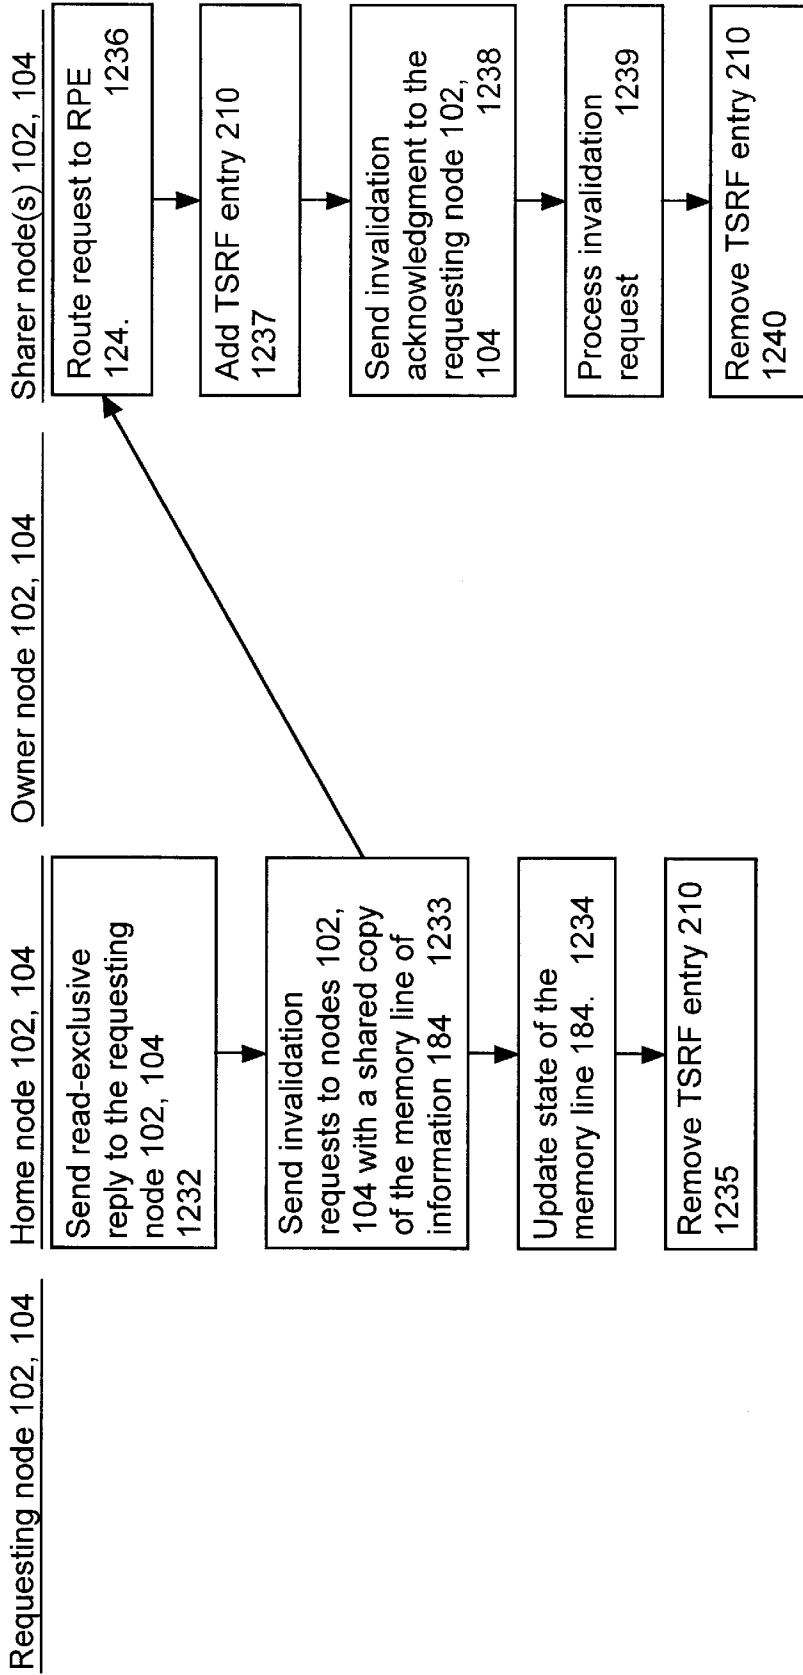 Requesting node 102, 104
Home node 102, 104
Owner node 102, 104
Sharer node(s) 102, 104
Send read-exclusive
reply to the requesting
node 102, 104
1232
Send invalidation
requests to nodes 102,
104 with a shared copy
of the memory line of
information 184 1233
Update state of the
memory line 184. 1234
Remove TSRF entry 210
1235
Route request to RPE
124. 1236
Add TSRF entry 210
1237
Send invalidation
acknowledgment to the
requesting node 102,
104 1238
Process invalidation
request 1239
Remove TSRF entry 210
1240